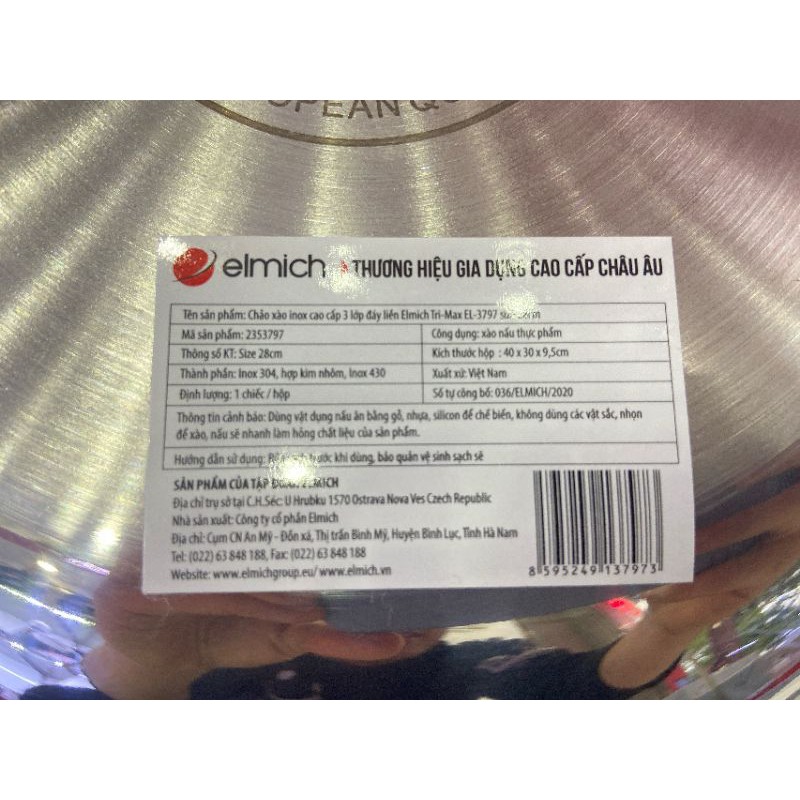 elmich THƯƠNG HIỆU GIA DỤNG CAO CẤP CHÂU ÂU
Tên sản phẩm: Chảo xào inox cao cấp 3 lớp đáy liền Elmich Tri-Max EL-3797
Mã sản phẩm: 2353797
Công dụng: xào nấu thực phẩm
Thông số KT: Size 28cm
Kích thước hộp : 40 x 30 x 9,5cm
Thành phần: Inox 304, hợp kim nhôm, Inox 430
Xuất xứ: Việt Nam
Định lượng: 1 chiếc / hộp
Số tự công bố: 036/ELMICH/2020
Thông tin cảnh báo: Dùng vật dụng nấu ăn bằng gỗ, nhựa, silicon để chế biến, không dùng các vật sắc, nhọn
để xào, nấu sẽ nhanh làm hỏng chất liệu của sản phẩm.
Hướng dẫn sử dụng: trước khi dùng, bảo quản vệ sinh sạch sẽ
SẢN PHẨM CỦA TẬP ĐOÀN ELMICH
Địa chỉ trụ sở tại C.H.Séc: U Hrubku 1570 Ostrava Nova Ves Czech Republic
Nhà sản xuất: Công ty cổ phần Elmich
Địa chỉ: Cụm CN An Mỹ - Đồn xá, Thị trấn Bình Mỹ, Huyện Bình Lục, Tỉnh Hà Nam
Tel: (022) 63 848 188, Fax: (022) 63 848 188
Website: www.elmichgroup.eu/ www.elmich.vn
8 595249 137973